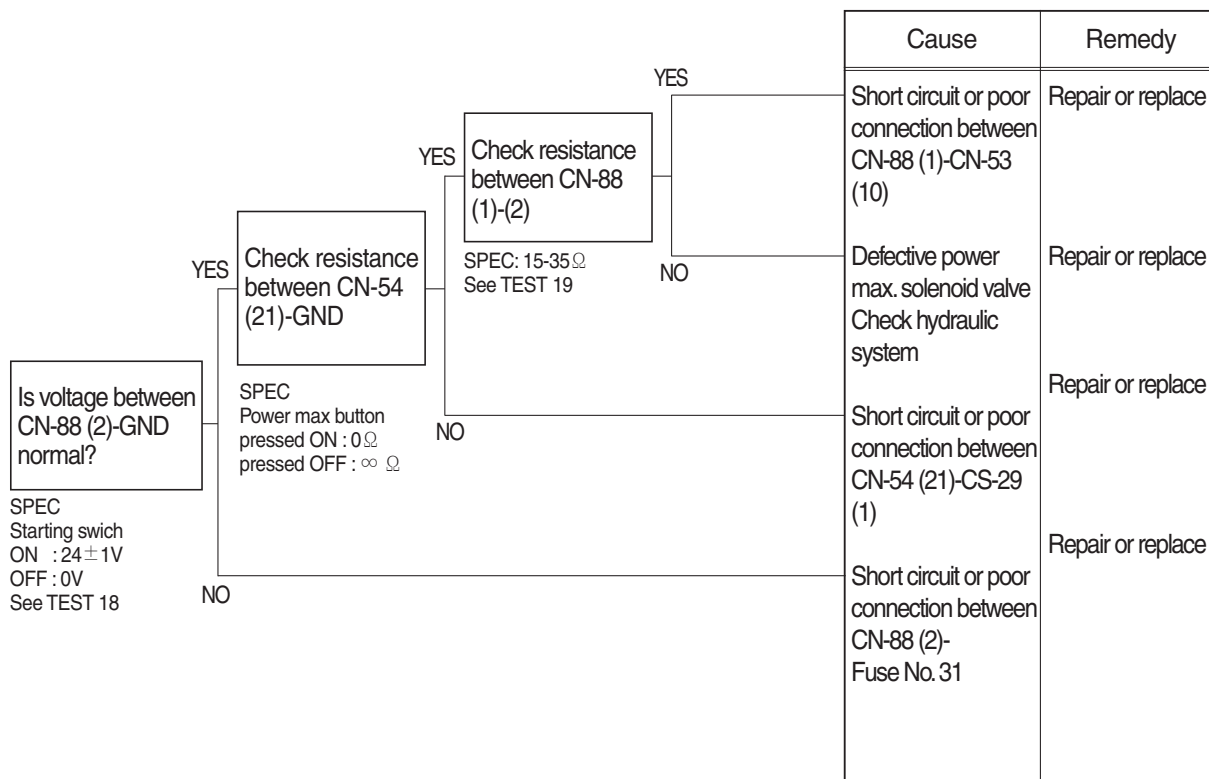 Cause
Remedy
YES
Short circuit or poor
connection between
CN-88 (1)-CN-53
(10)
Repair or replace
YES
Check resistance
between CN-88
(1)-(2)
SPEC: 15-35Ω
See TEST 19
NO
Defective power
max. solenoid valve
Check hydraulic
system
Repair or replace
YES
Check resistance
between CN-54
(21)-GND
SPEC
Power max button
pressed ON : 0Ω
pressed OFF : ∞ Ω
NO
Short circuit or poor
connection between
CN-54 (21)-CS-29
(1)
Repair or replace
Is voltage between
CN-88 (2)-GND
normal?
SPEC
Starting swich
ON : 24±1V
OFF : 0V
See TEST 18
NO
Short circuit or poor
connection between
CN-88 (2)-
Fuse No. 31
Repair or replace